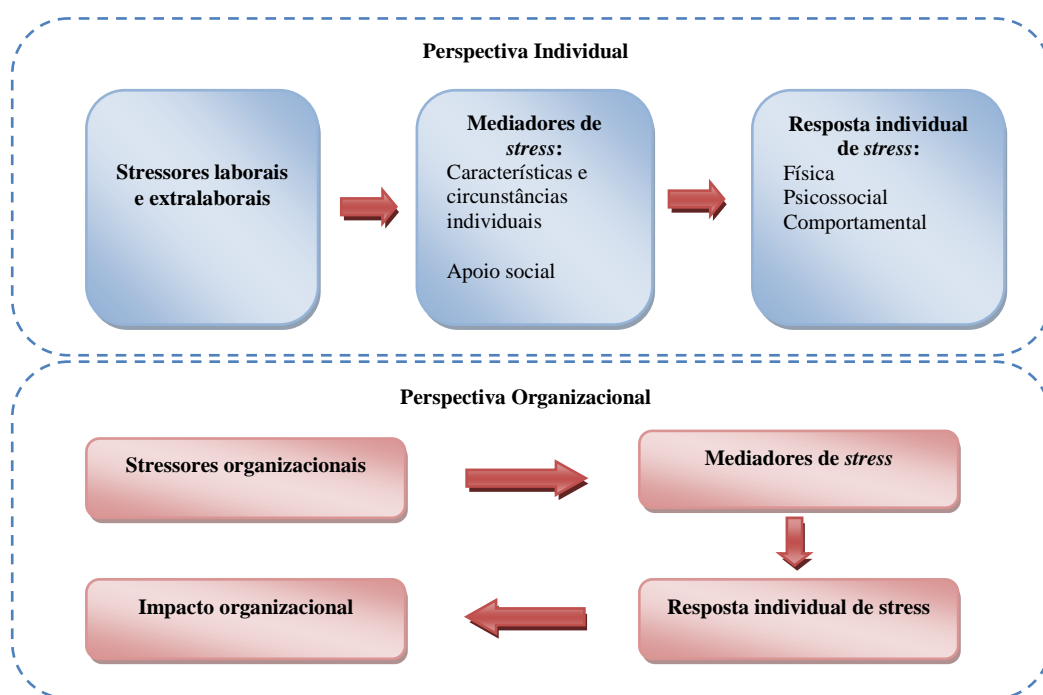 Perspectiva Individual
Stressores laborais
e extralaborais
Mediadores de
stress:
Características e
circunstâncias
individuais
Apoio social
Resposta individual
de stress:
Física
Psicossocial
Comportamental
Perspectiva Organizacional
Stressores organizacionais
Mediadores de stress
Impacto organizacional
Resposta individual de stress